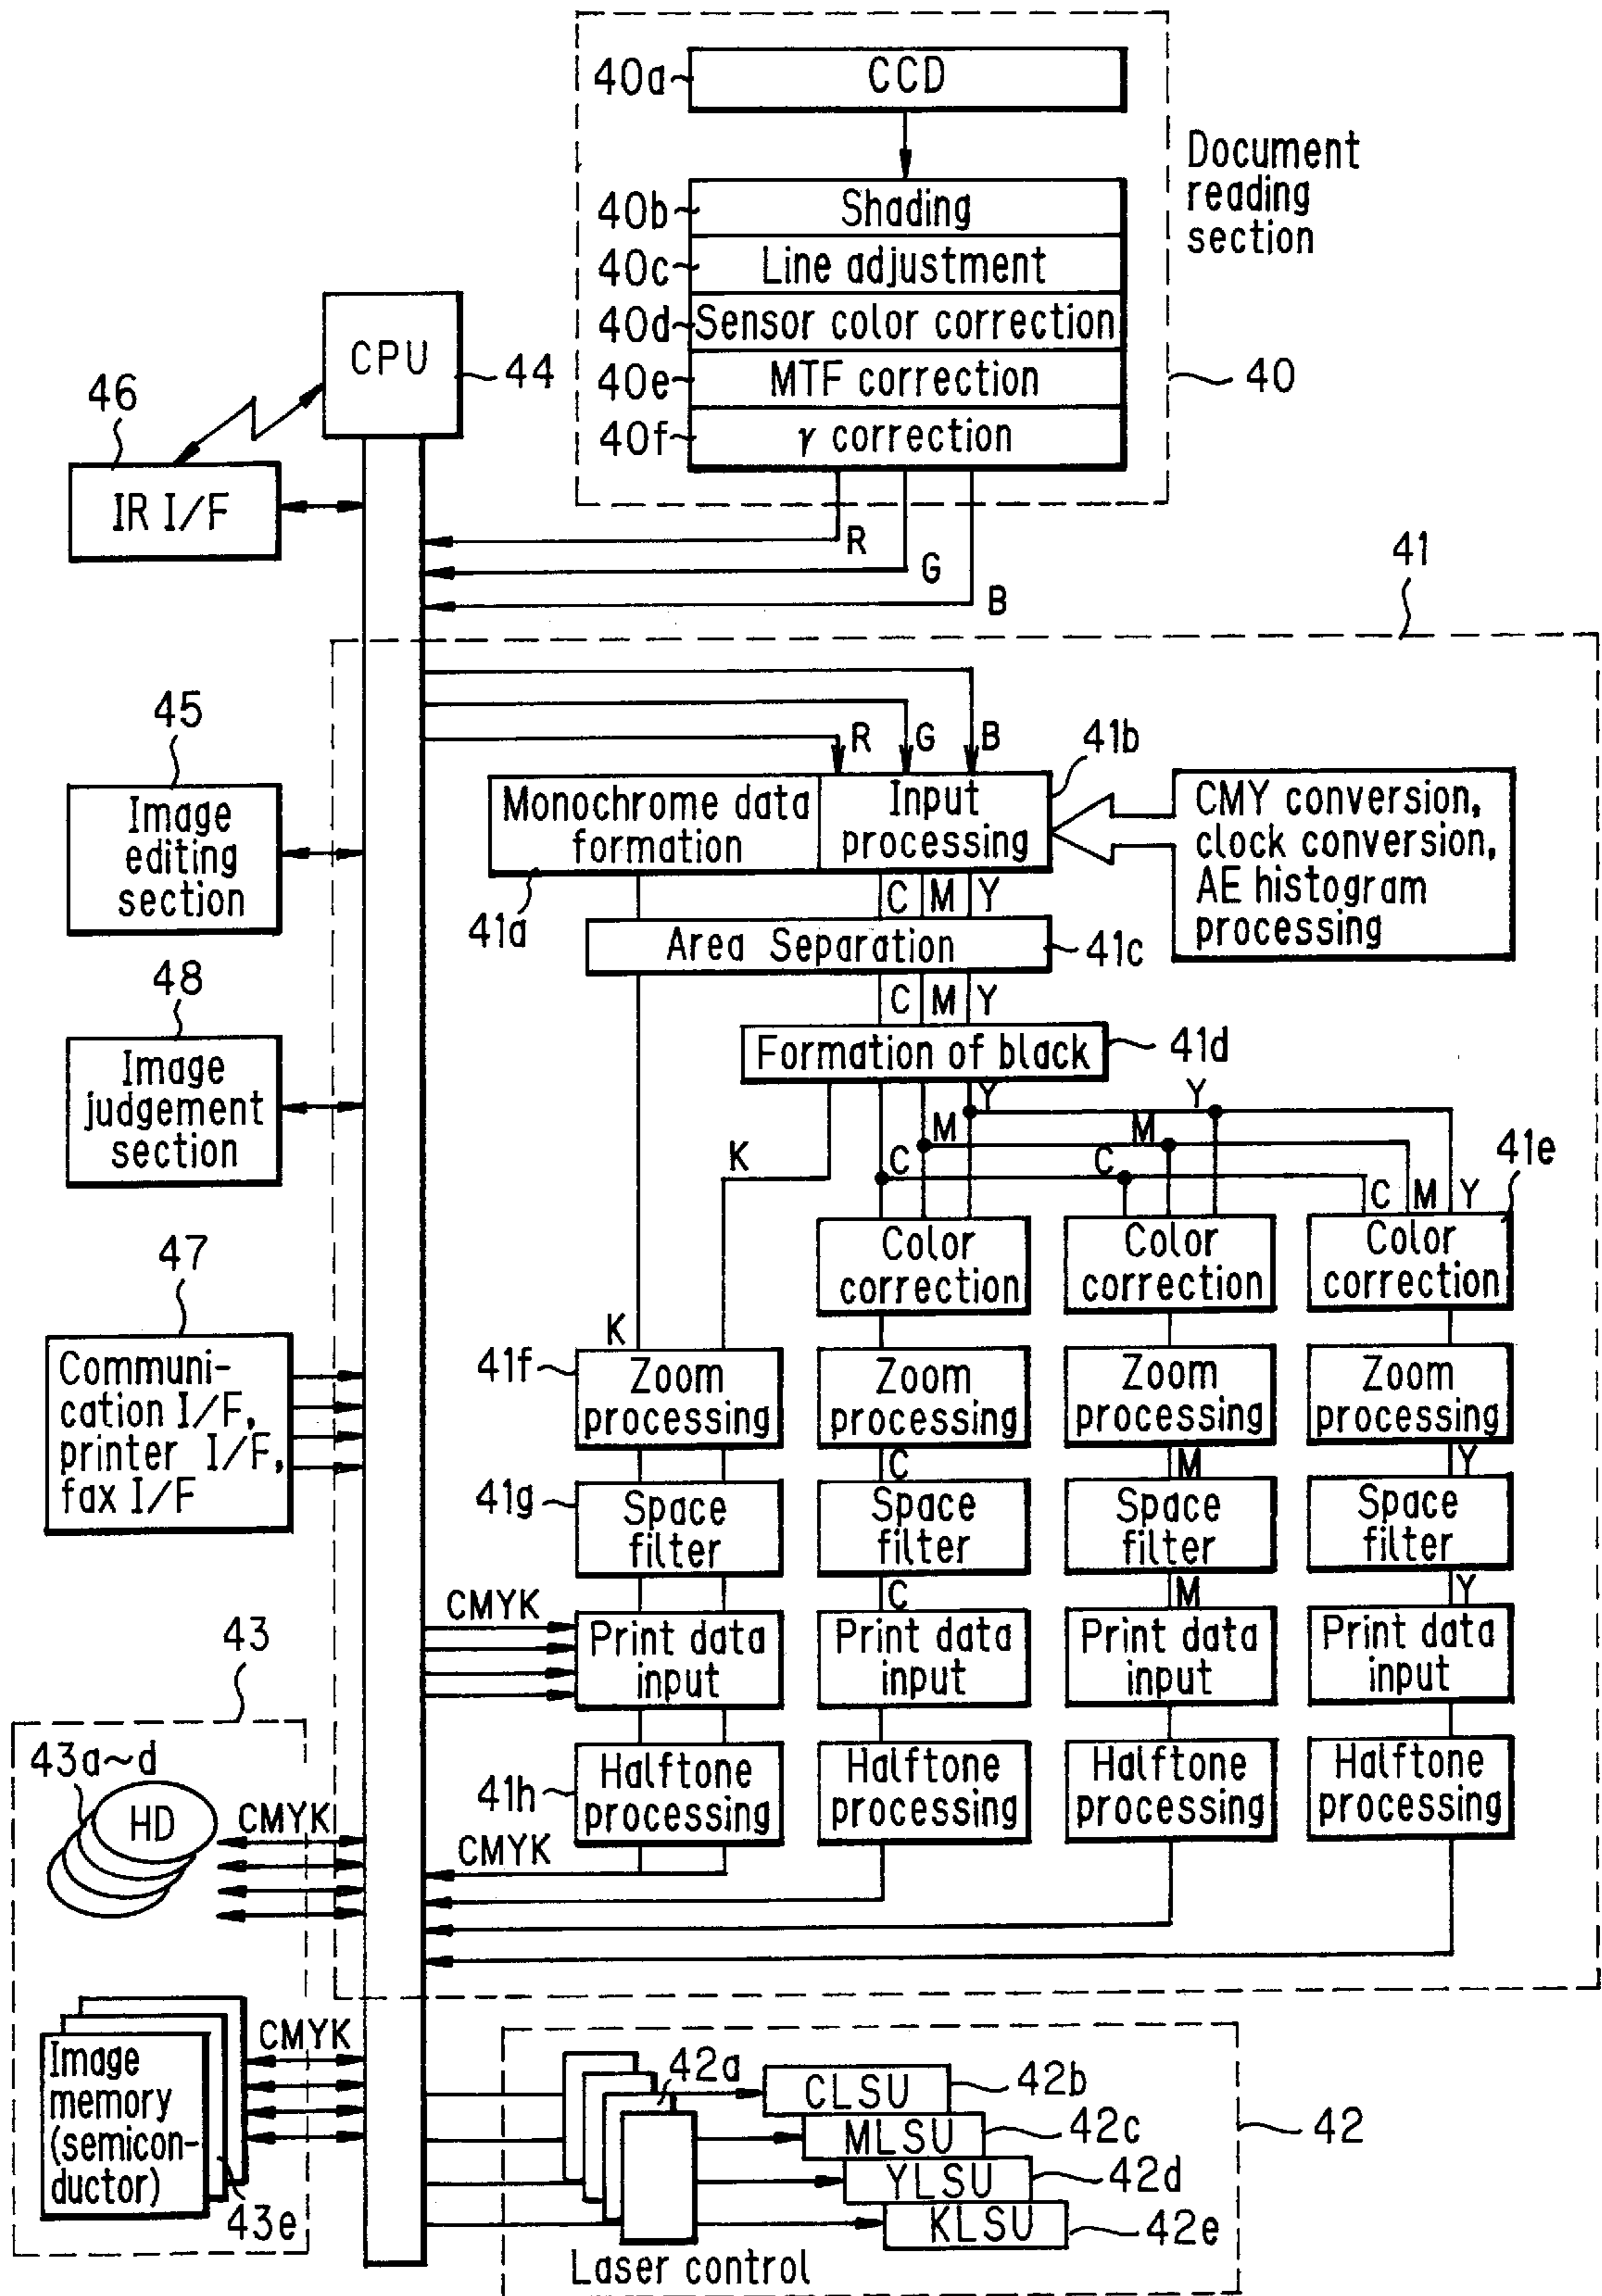 40a
CCD
Document
reading
section
40b
Shading
40c
Line adjustment
40d
Sensor color correction
40e
MTF correction
40
40f
γ correction
CPU
44
46
IR I/F
R
G
B
41
45
Image
editing
section
R
G
B
41b
Monochrome data
formation
Input
processing
CMY conversion,
clock conversion,
AE histogram
processing
41a
C
M
Y
Area Separation
41c
48
Image
judgement
section
C
M
Y
Formation of black
41d
Y
Y
M
M
K
C
C
41e
C
M
Y
Color
correction
Color
correction
Color
correction
47
Communi-
cation I/F,
printer I/F,
fax I/F
K
41f
Zoom
processing
Zoom
processing
Zoom
processing
Zoom
processing
C
M
Y
41g
Space
filter
Space
filter
Space
filter
Space
filter
C
M
Y
CMYK
Print data
input
Print data
input
Print data
input
Print data
input
43
43a~d
HD
CMYK
41h
Halftone
processing
Halftone
processing
Halftone
processing
Halftone
processing
CMYK
CMYK
Image
memory
(semicon-
ductor)
43e
42a
CLSU
42b
MLSU
42c
YLSU
42d
KLSU
42e
42
Laser control